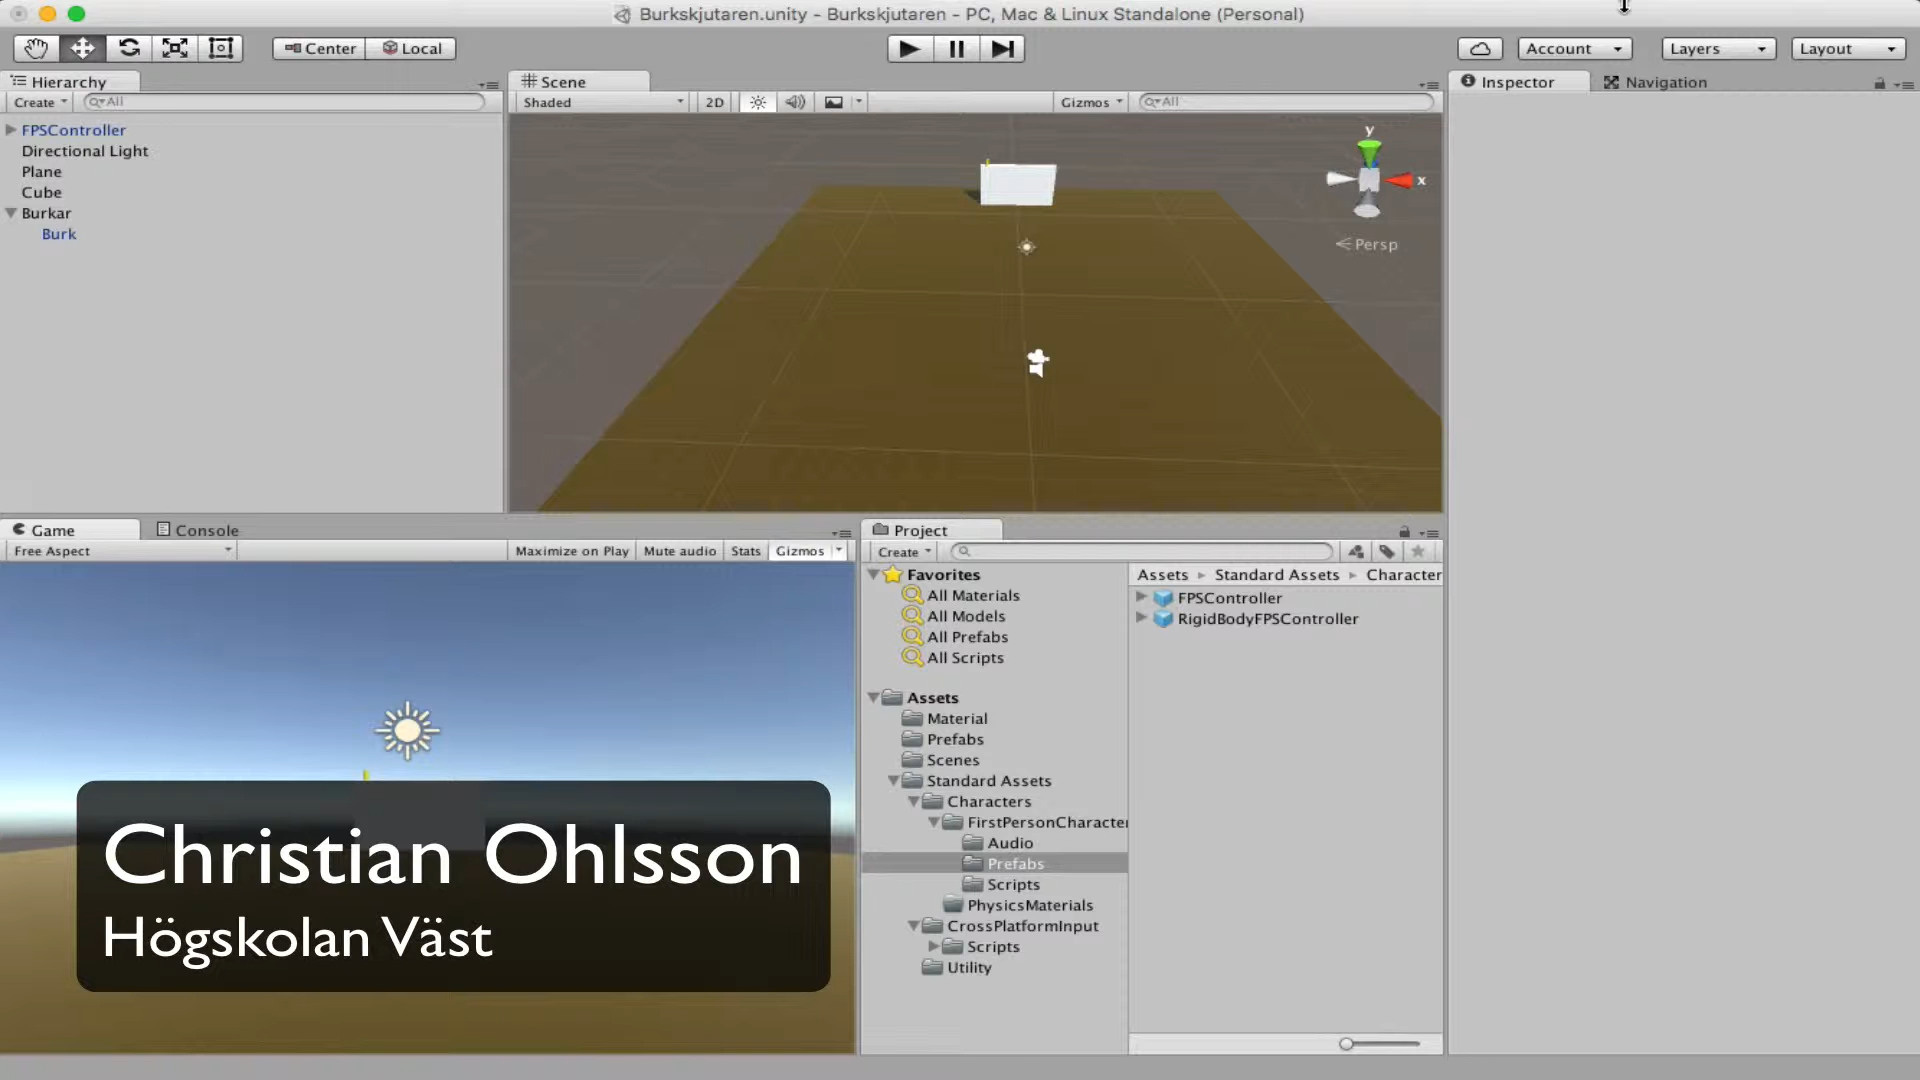 Burkskjutaren.unity - Burkskjutaren - PC, Mac & Linux Standalone (Personal)
Center Local
Account Layers Layout
Hierarchy
Create All
FPSController
Directional Light
Plane
Cube
Burkar
Burk
Scene
Shaded 2D Gizmos All
y
x
Persp
Inspector Navigation
Game Console
Free Aspect Maximize on Play Mute audio Stats Gizmos
Christian Ohlsson
Högskolan Väst
Project
Create
Favorites
All Materials
All Models
All Prefabs
All Scripts
Assets
Material
Prefabs
Scenes
Standard Assets
Characters
FirstPersonCharacter
Audio
Prefabs
Scripts
PhysicsMaterials
CrossPlatformInput
Scripts
Utility
Assets Standard Assets Character
FPSController
RigidBodyFPSController